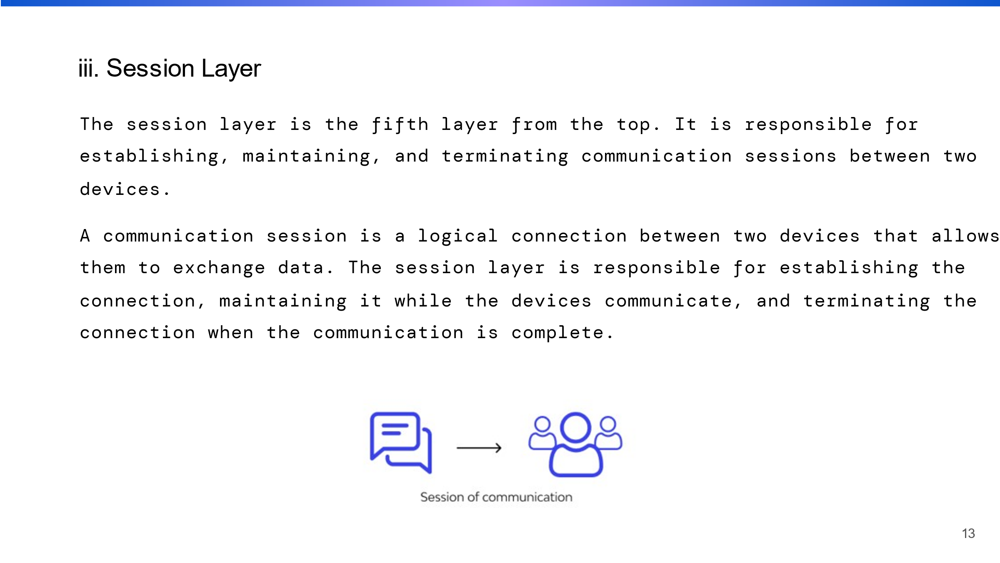 iii. Session Layer
The session layer is the fifth layer from the top. It is responsible for
establishing, maintaining, and terminating communication sessions between two
devices.
A communication session is a logical connection between two devices that allows
them to exchange data. The session layer is responsible for establishing the
connection, maintaining it while the devices communicate, and terminating the
connection when the communication is complete.
Session of communication
13